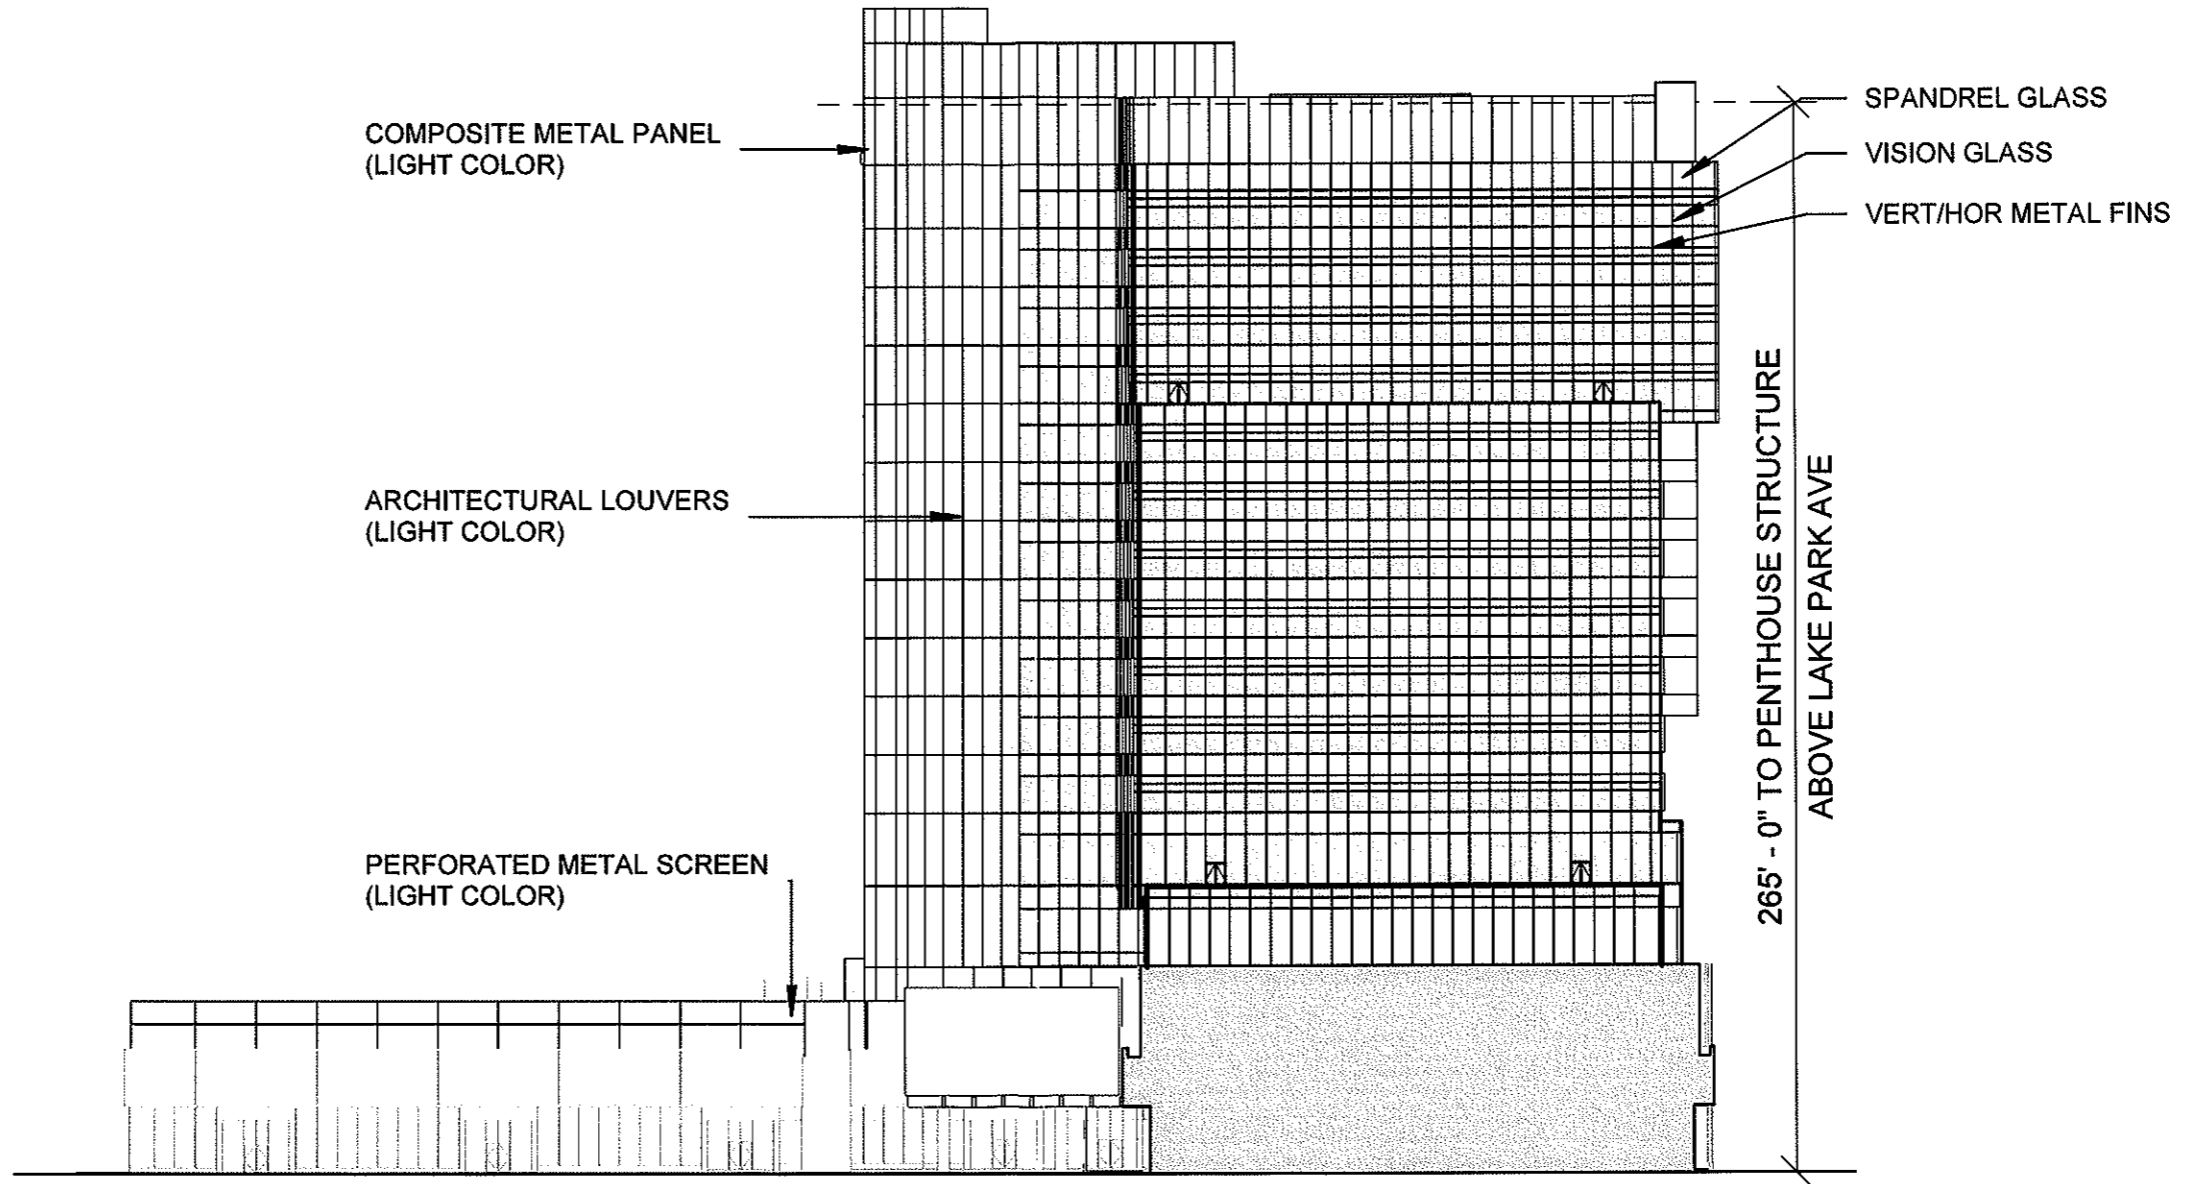 SPANDREL GLASS
COMPOSITE METAL PANEL
(LIGHT COLOR)
VISION GLASS
VERT/HOR METAL FINS
ARCHITECTURAL LOUVERS
(LIGHT COLOR)
265' - 0" TO PENTHOUSE STRUCTURE
ABOVE LAKE PARK AVE
PERFORATED METAL SCREEN
(LIGHT COLOR)